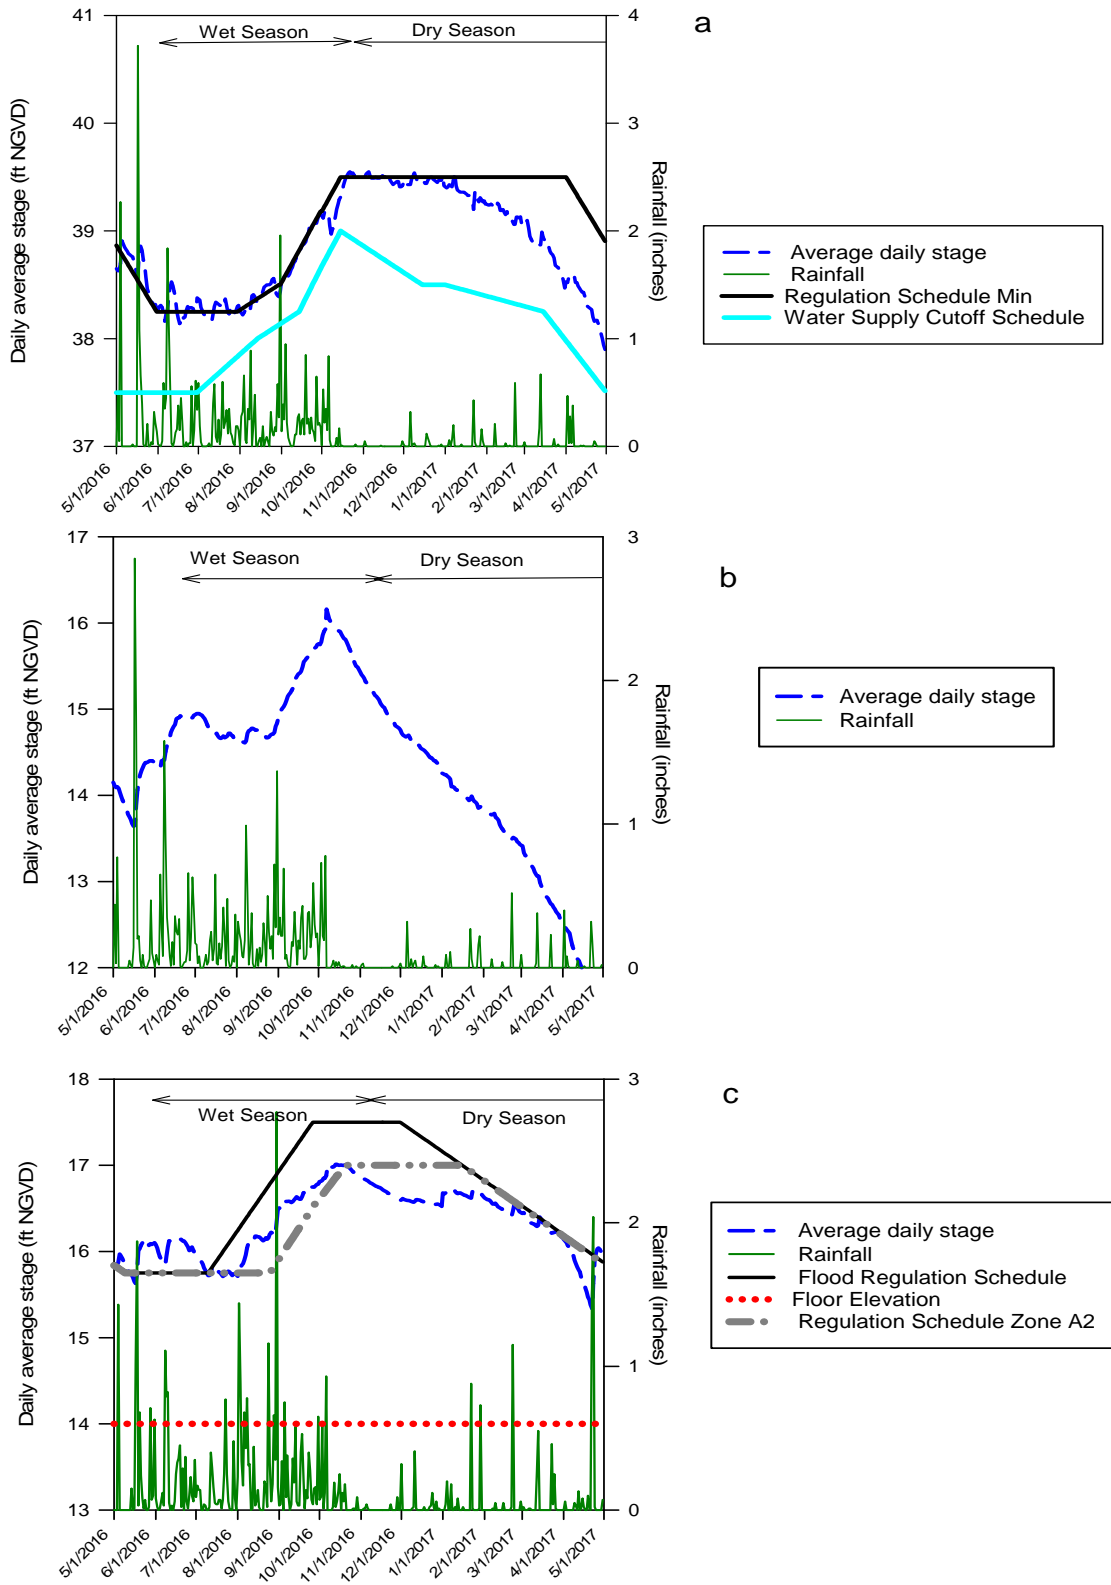 a
Wet Season
Dry Season
Daily average stage (ft NGVD)
41
40
39
38
37
4
3
2
1
0
Rainfall (inches)
5/1/2016
6/1/2016
7/1/2016
8/1/2016
9/1/2016
10/1/2016
11/1/2016
12/1/2016
1/1/2017
2/1/2017
3/1/2017
4/1/2017
5/1/2017
Average daily stage
Rainfall
Regulation Schedule Min
Water Supply Cutoff Schedule
b
Wet Season
Dry Season
Daily average stage (ft NGVD)
17
16
15
14
13
12
3
2
1
0
Rainfall (inches)
5/1/2016
6/1/2016
7/1/2016
8/1/2016
9/1/2016
10/1/2016
11/1/2016
12/1/2016
1/1/2017
2/1/2017
3/1/2017
4/1/2017
5/1/2017
Average daily stage
Rainfall
c
Wet Season
Dry Season
Daily average stage (ft NGVD)
18
17
16
15
14
13
3
2
1
0
Rainfall (inches)
5/1/2016
6/1/2016
7/1/2016
8/1/2016
9/1/2016
10/1/2016
11/1/2016
12/1/2016
1/1/2017
2/1/2017
3/1/2017
4/1/2017
5/1/2017
Average daily stage
Rainfall
Flood Regulation Schedule
Floor Elevation
Regulation Schedule Zone A2